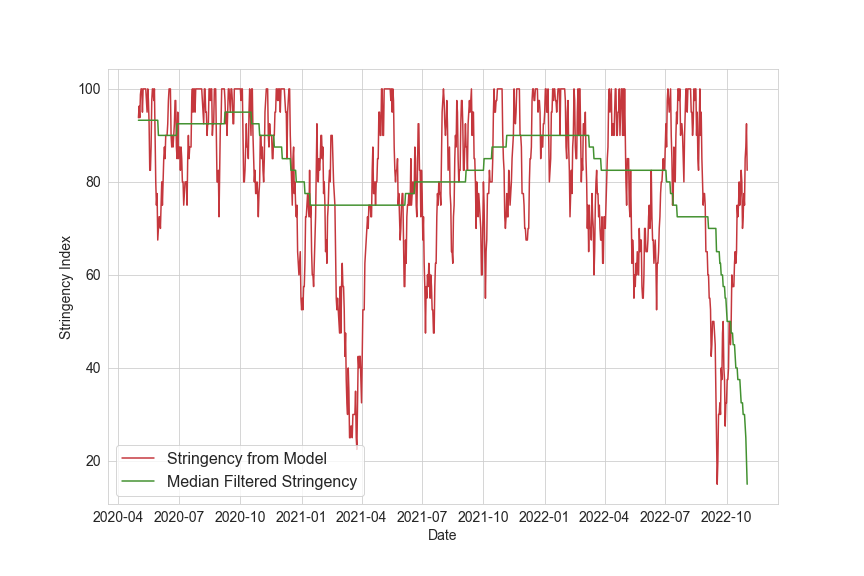 100
80
60
40
20
Stringency Index
Stringency from Model
Median Filtered Stringency
2020-04 2020-07 2020-10 2021-01 2021-04 2021-07 2021-10 2022-01 2022-04 2022-07 2022-10
Date